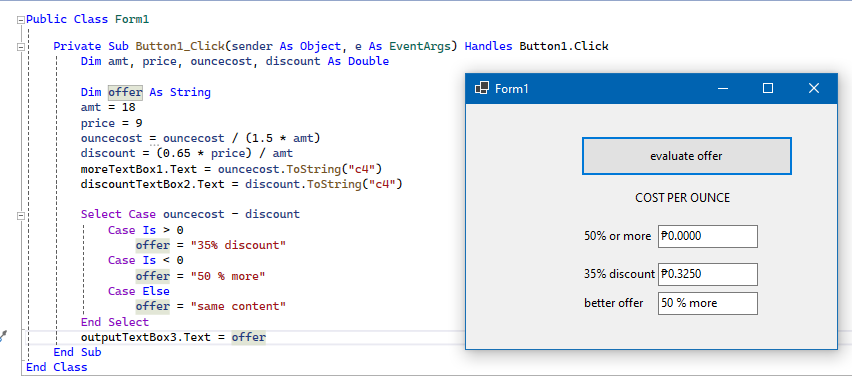 Public Class Form1
Private Sub Button1_Click(sender As Object, e As EventArgs) Handles Button1.Click
Dim amt, price, ouncecost, discount As Double
Dim offer As String
amt = 18
price = 9
ouncecost = ouncecost / (1.5 * amt)
discount = (0.65 * price) / amt
moreTextBox1.Text = ouncecost.ToString("c4")
discountTextBox2.Text = discount.ToString("c4")
Select Case ouncecost - discount
Case Is > 0
offer = "35% discount"
Case Is < 0
offer = "50 % more"
Case Else
offer = "same content"
End Select
outputTextBox3.Text = offer
End Sub
End Class
Form1
evaluate offer
COST PER OUNCE
50% or more ₱0.0000
35% discount ₱0.3250
better offer 50 % more